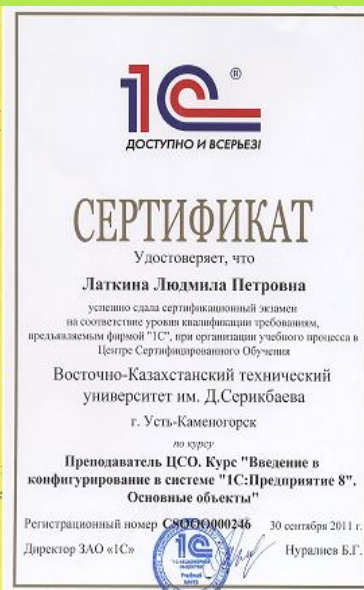 1С®
ДОСТУПНО И ВСЕРЬЕЗ!
СЕРТИФИКАТ
Удостоверяет, что
Латкина Людмила Петровна
успешно сдала сертификационный экзамен
на соответствие уровня квалификации требованиям,
предъявляемым фирмой "1С", при организации учебного процесса в
Центре Сертифицированного Обучения
Восточно-Казахстанский технический
университет им. Д.Серикбаева
г. Усть-Каменогорск
по курсу
Преподаватель ЦСО. Курс "Введение в
конфигурирование в системе "1С:Предприятие 8".
Основные объекты"
Регистрационный номер CSOOO000246 30 сентября 2011 г.
Директор ЗАО «1С» Нуралиев Б.Г.
1С
Учебный
центр